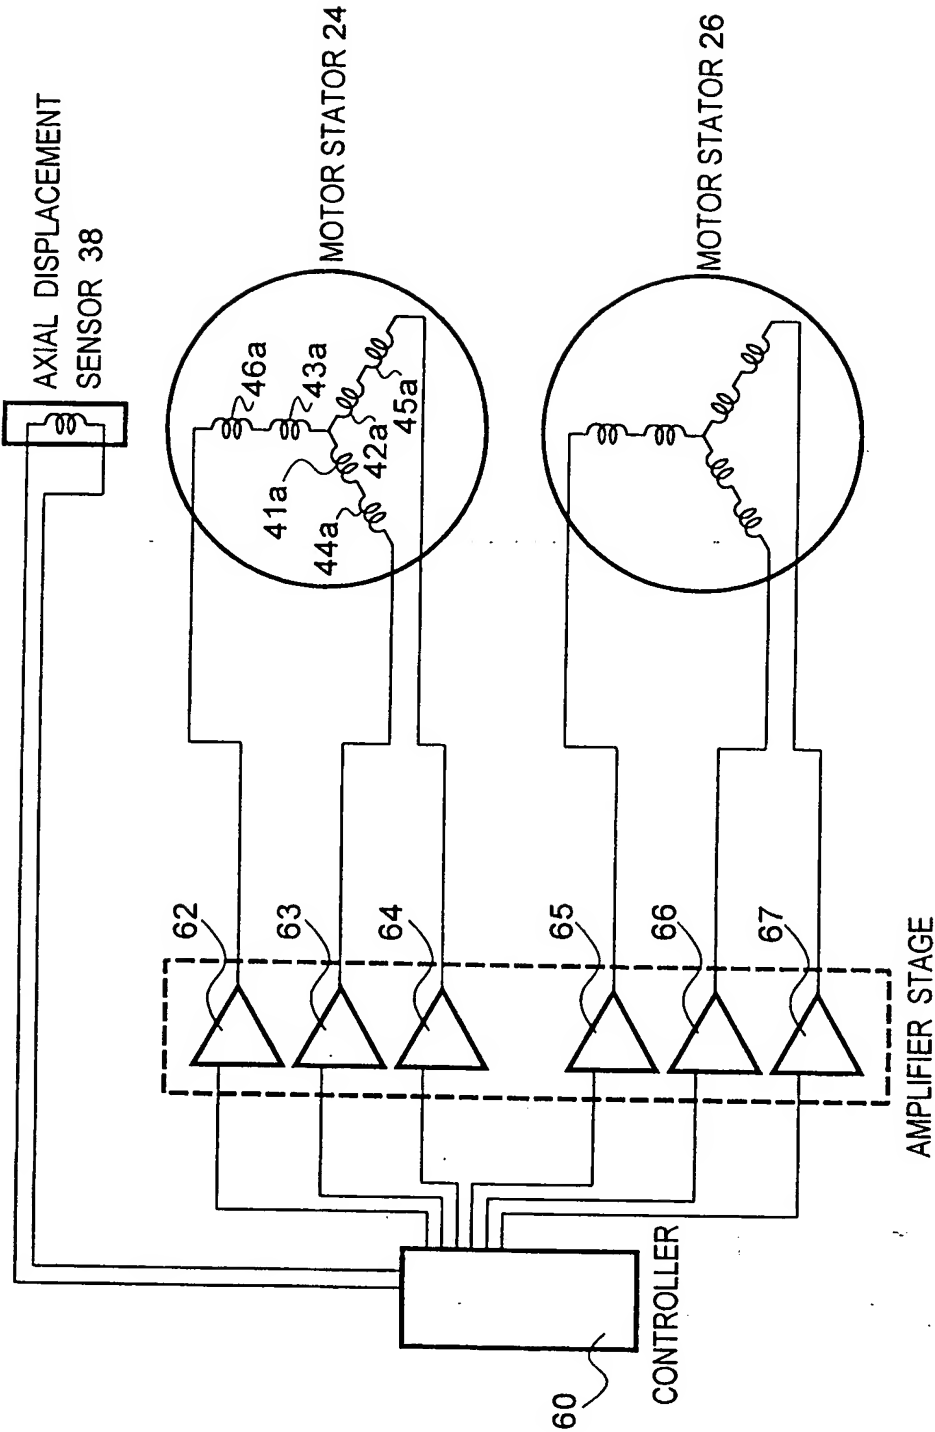 AXIAL DISPLACEMENT
SENSOR 38
MOTOR STATOR 24
46a
43a
41a
42a
45a
44a
MOTOR STATOR 26
62
63
64
65
66
67
AMPLIFIER STAGE
CONTROLLER
60